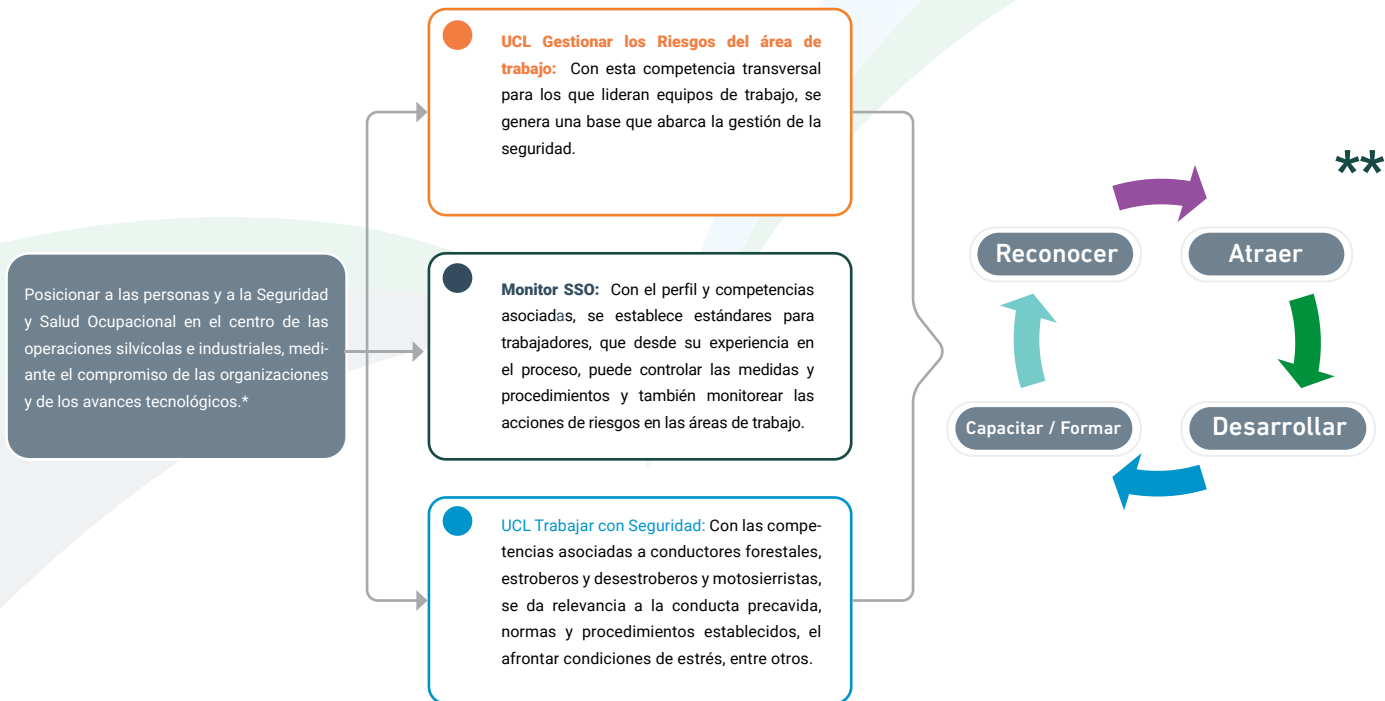 Posicionar a las personas y a la Seguridad
y Salud Ocupacional en el centro de las
operaciones silvícolas e industriales, medi-
ante el compromiso de las organizaciones
y de los avances tecnológicos.*
UCL Gestionar los Riesgos del área de
trabajo: Con esta competencia transversal
para los que lideran equipos de trabajo, se
genera una base que abarca la gestión de la
seguridad.
Monitor SSO: Con el perfil y competencias
asociadas, se establece estándares para
trabajadores, que desde su experiencia en
el proceso, puede controlar las medidas y
procedimientos y también monitorear las
acciones de riesgos en las áreas de trabajo.
UCL Trabajar con Seguridad: Con las compe-
tencias asociadas a conductores forestales,
estroberos y desestroberos y motosierristas,
se da relevancia a la conducta precavida,
normas y procedimientos establecidos, el
afrontar condiciones de estrés, entre otros.
**
Reconocer
Atraer
Capacitar / Formar
Desarrollar